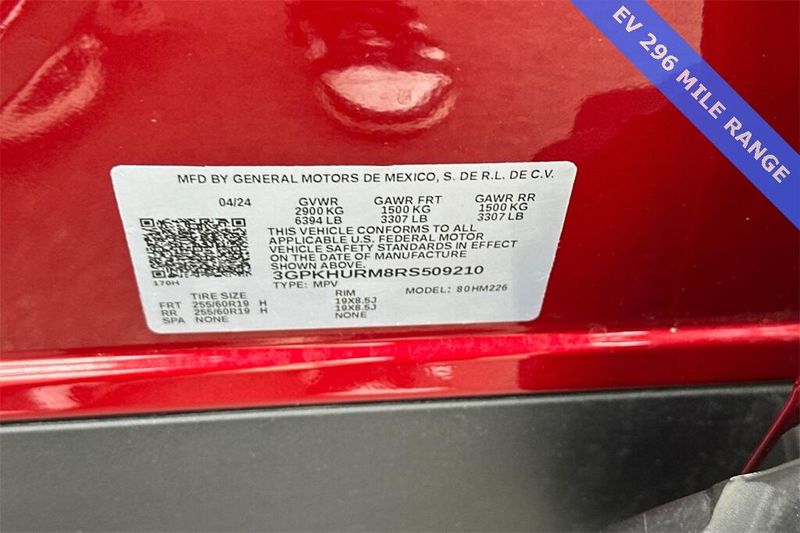 EV 296 MILE RANGE
MFD BY GENERAL MOTORS DE MEXICO, S. DE R.L. DE C.V.
04/24 GVWR GAWR FRT GAWR RR
2900 KG 1500 KG 1500 KG
6394 LB 3307 LB 3307 LB
THIS VEHICLE CONFORMS TO ALL
APPLICABLE U.S. FEDERAL MOTOR
VEHICLE SAFETY STANDARDS IN EFFECT
ON THE DATE OF MANUFACTURE
SHOWN ABOVE.
3GPKHURM8RS509210
170H TYPE: MPV MODEL: 80HM226
TIRE SIZE RIM
FRT 255/60R19 H 19X8.5J
RR 255/60R19 H 19X8.5J
SPA NONE NONE